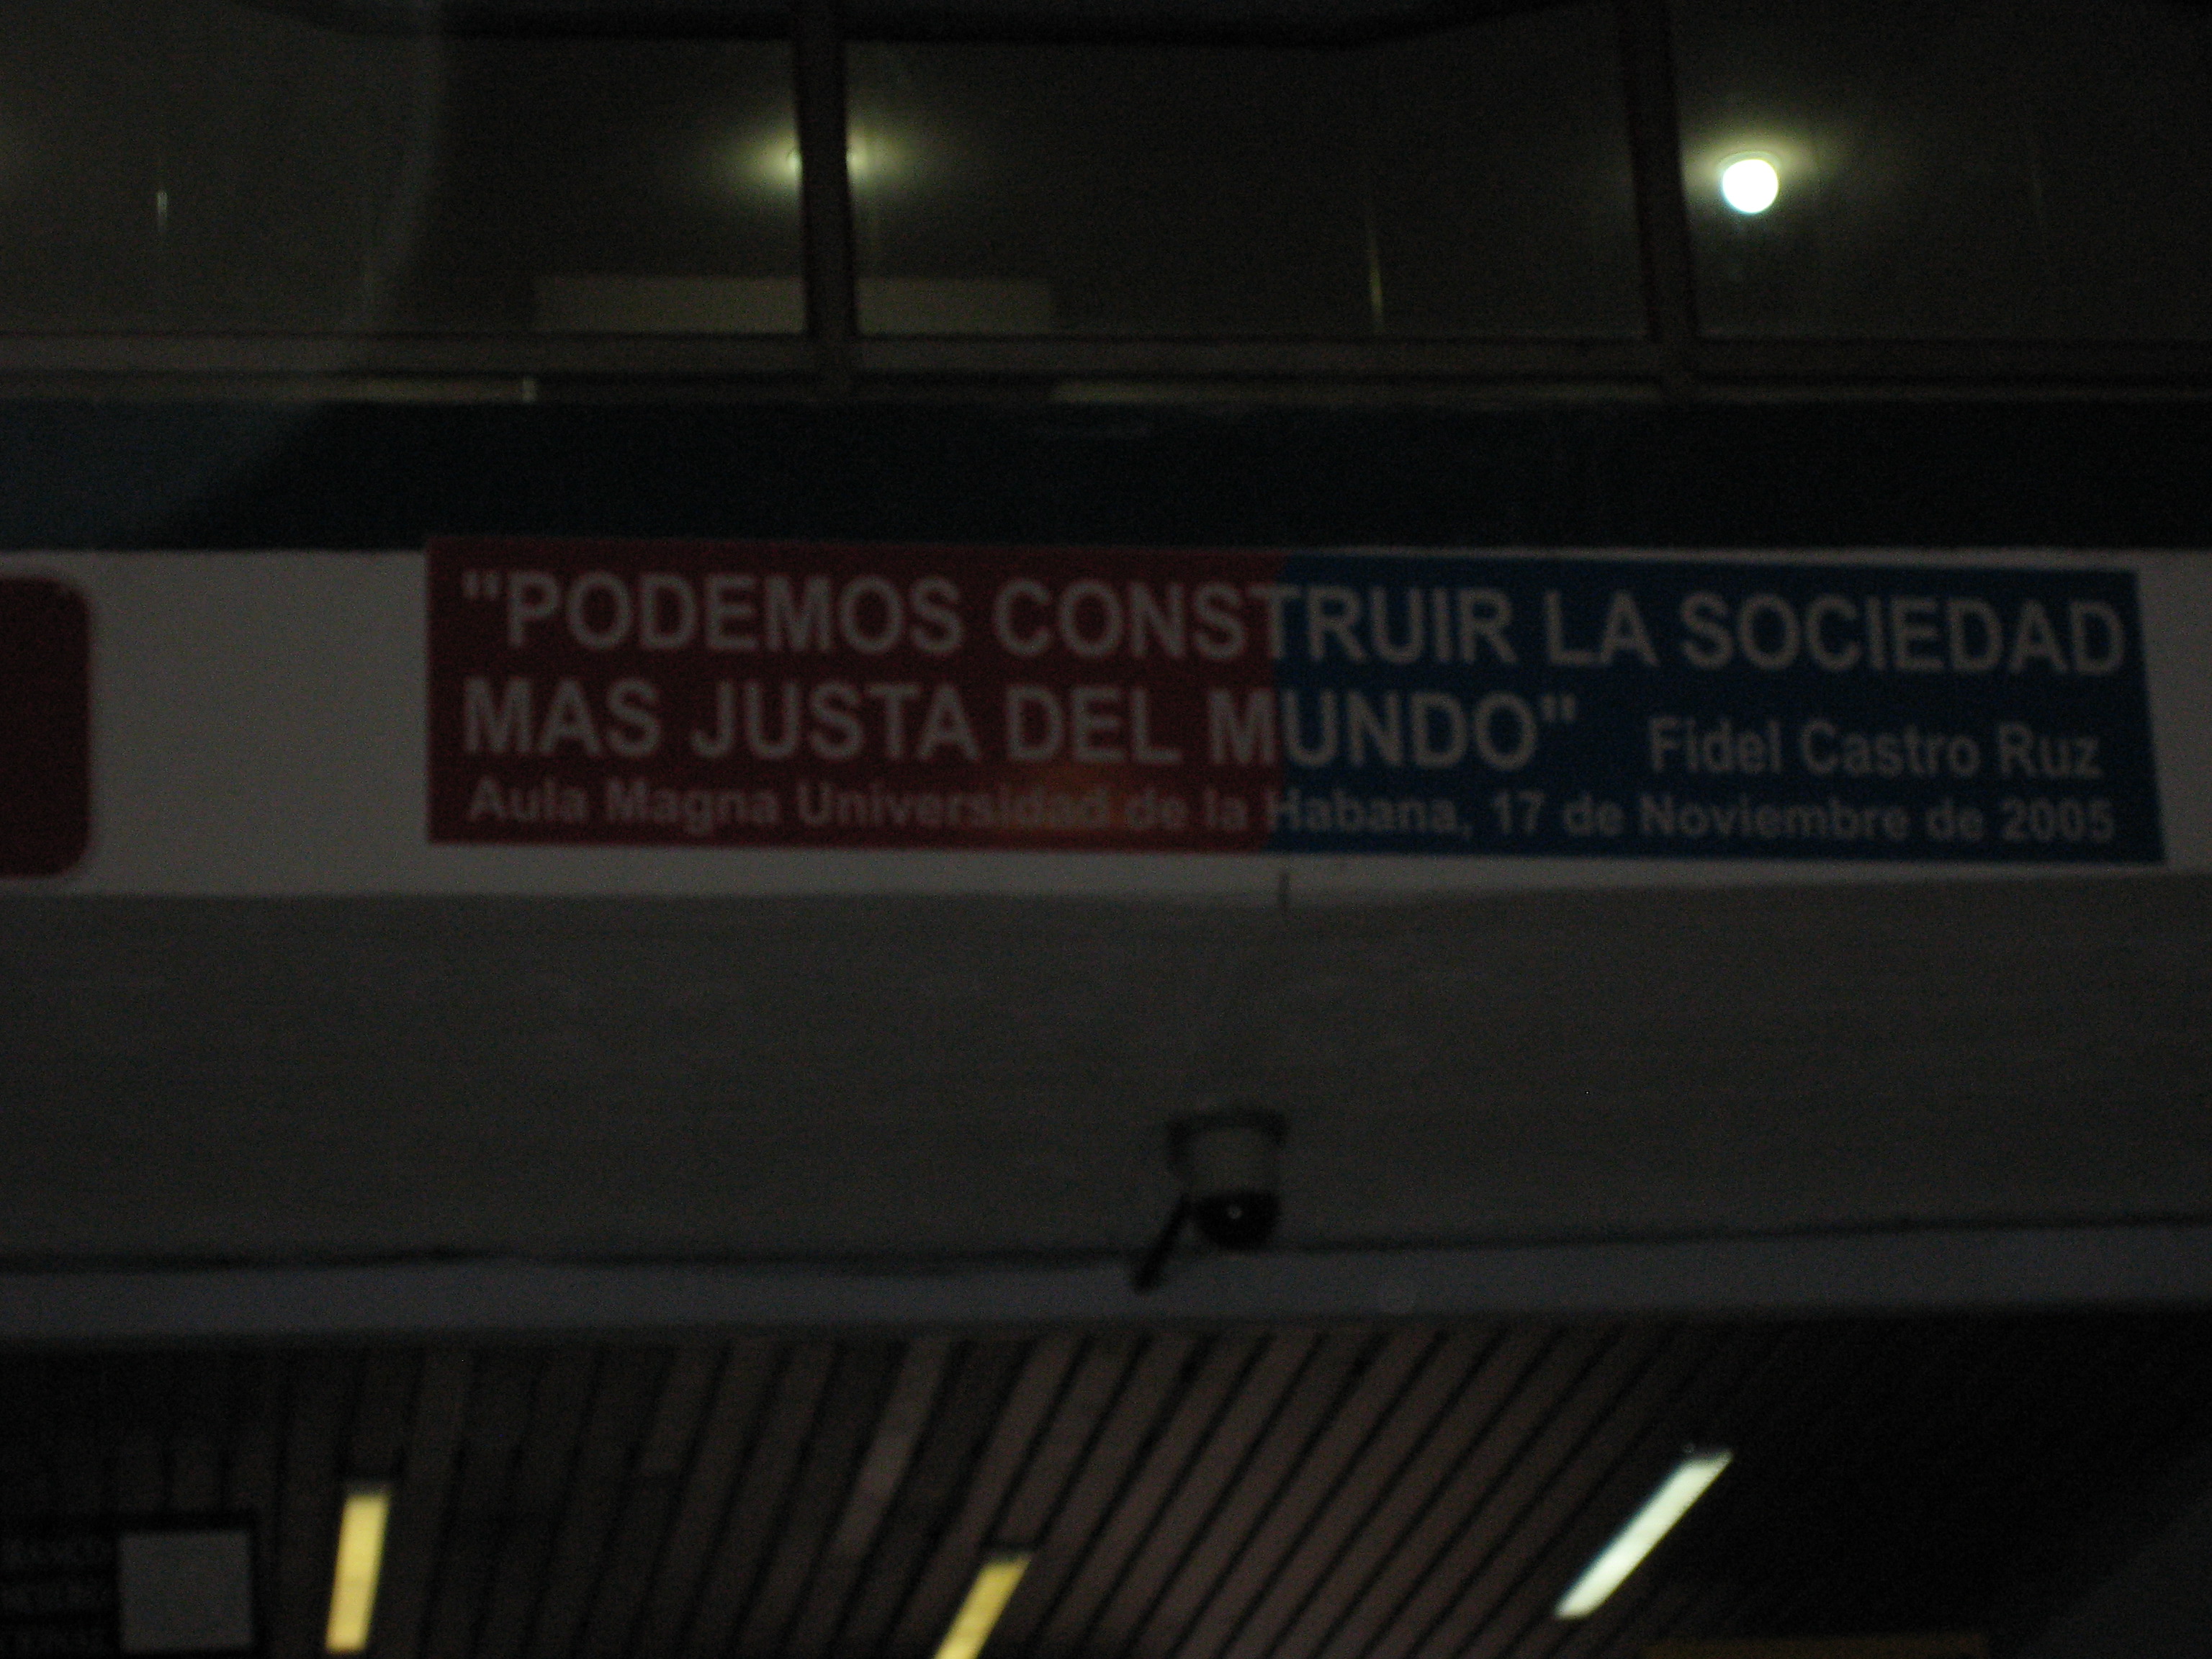 "PODEMOS CONSTRUIR LA SOCIEDAD
MAS JUSTA DEL MUNDO" Fidel Castro Ruz
Aula Magna Universidad de la Habana, 17 de Noviembre de 2005